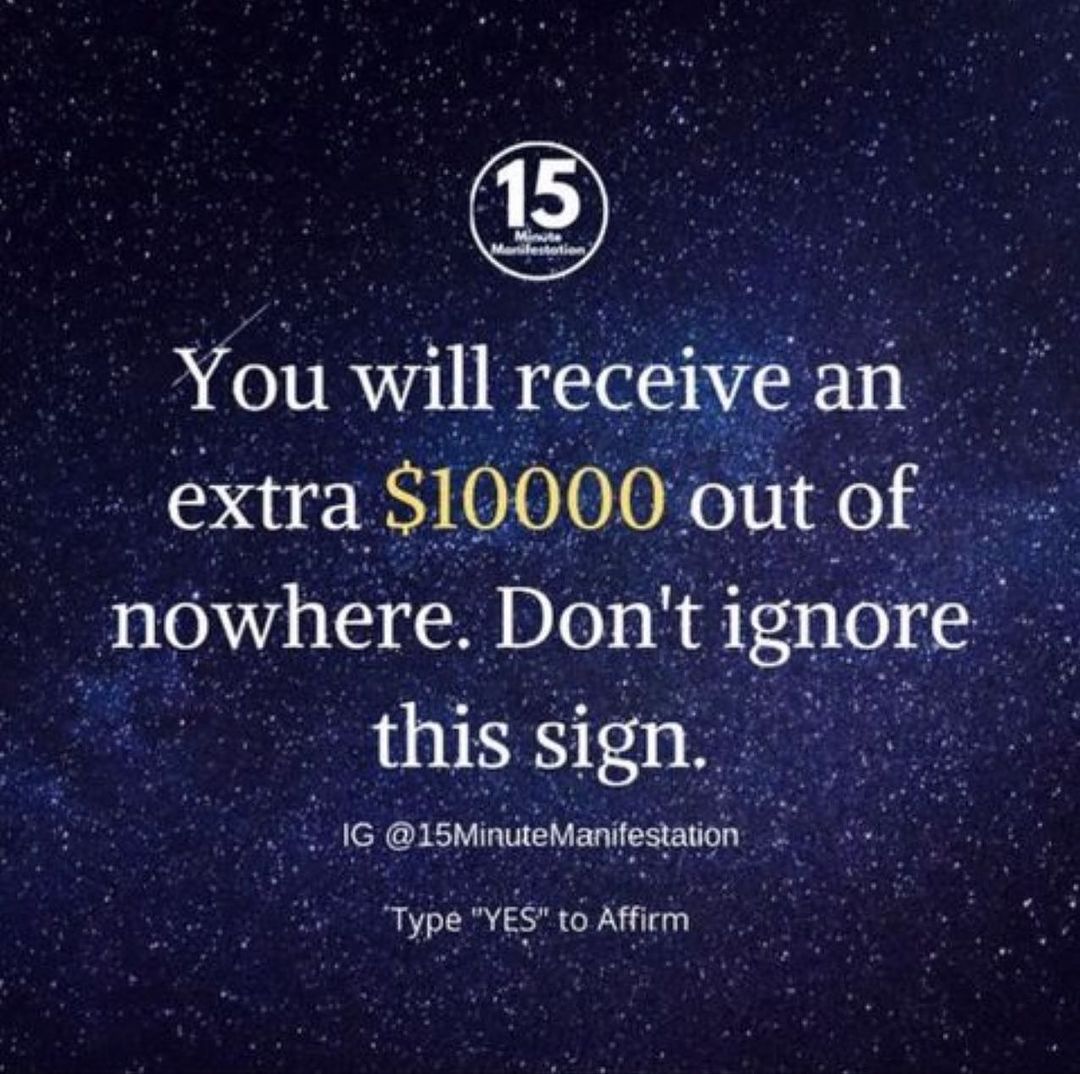 15
Minute
Manifestation
You will receive an
extra $10000 out of
nowhere. Don't ignore
this sign.
IG @15MinuteManifestation
Type "YES" to Affirm